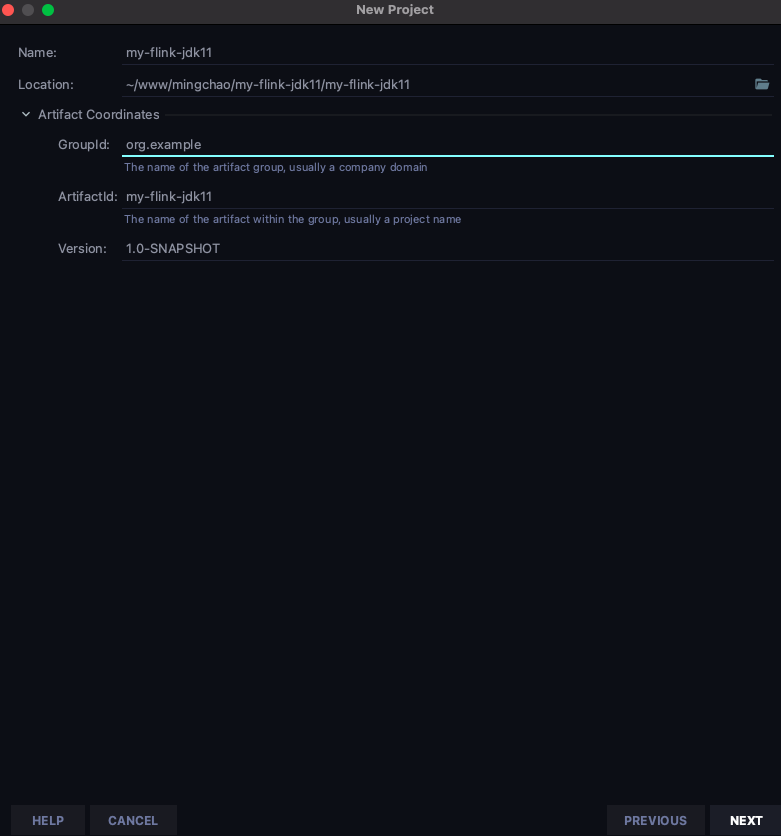 New Project
Name: my-flink-jdk11
Location: ~/www/mingchao/my-flink-jdk11/my-flink-jdk11
Artifact Coordinates
GroupId: org.example
The name of the artifact group, usually a company domain
ArtifactId: my-flink-jdk11
The name of the artifact within the group, usually a project name
Version: 1.0-SNAPSHOT
HELP CANCEL PREVIOUS NEXT